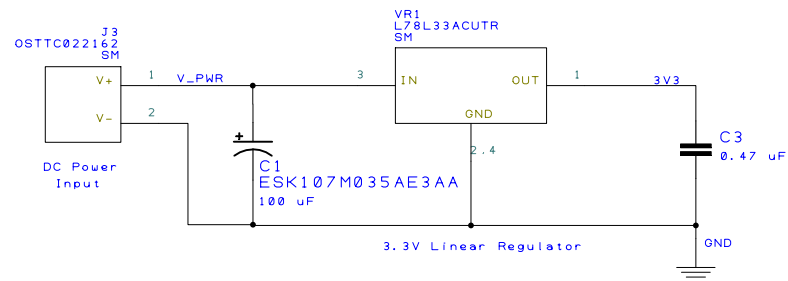 J3
OSTTC022162
SM
V+
1
V_PWR
V-
2
DC Power
Input
+
C1
ESK107M035AE3AA
100 uF
VR1
L78L33ACUTR
SM
3
IN
OUT
1
GND
2.4
3V3
C3
0.47 uF
3.3V Linear Regulator
GND